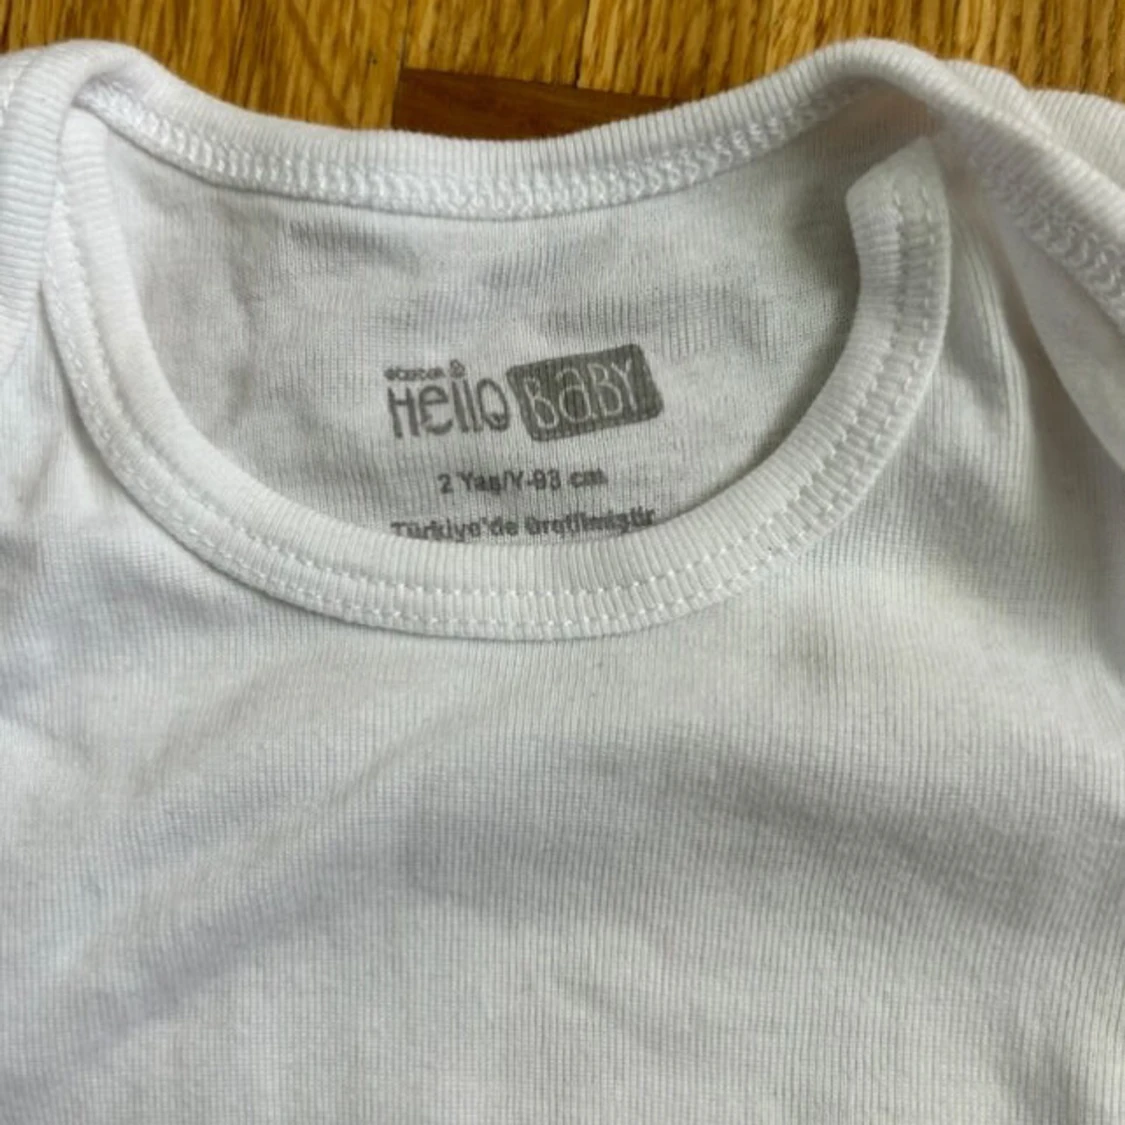 HellO BaBY
2 Yaş/Y-93 cm
Türkiye'de üretilmiştir